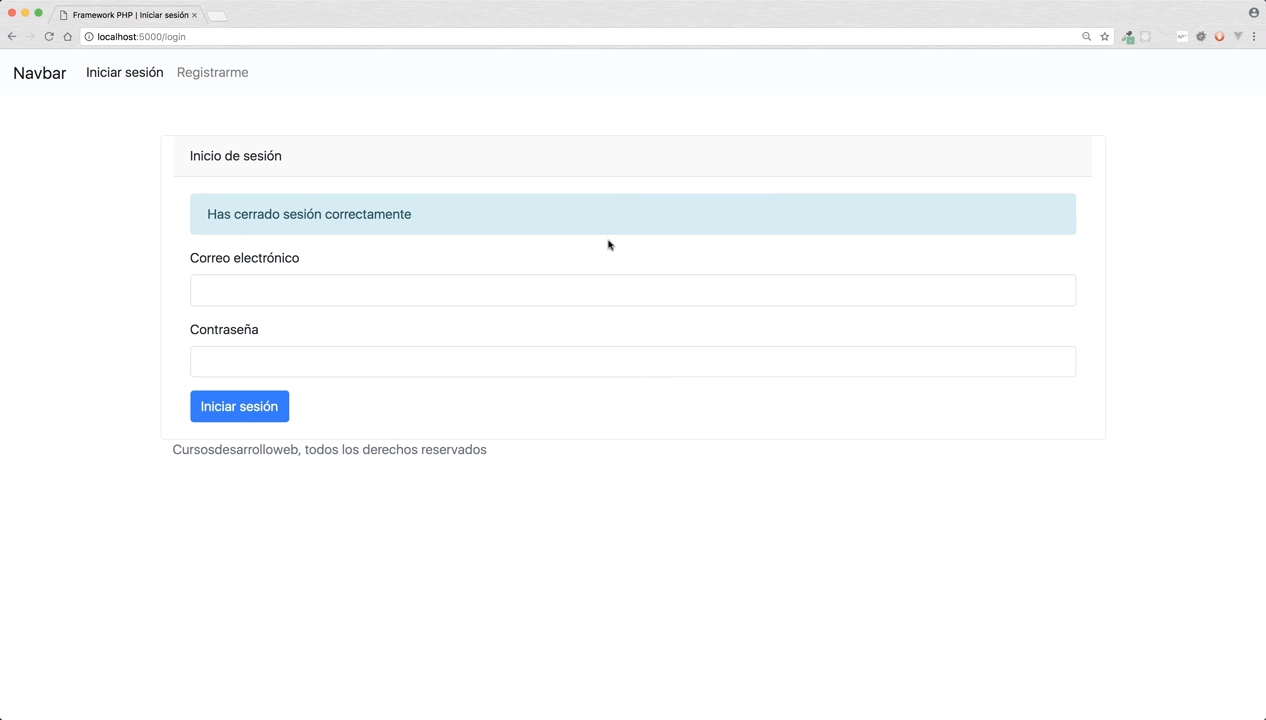 Framework PHP | Iniciar sesión
localhost:5000/login
Navbar Iniciar sesión Registrarme
Inicio de sesión
Has cerrado sesión correctamente
Correo electrónico
Contraseña
Iniciar sesión
Cursosdesarrolloweb, todos los derechos reservados